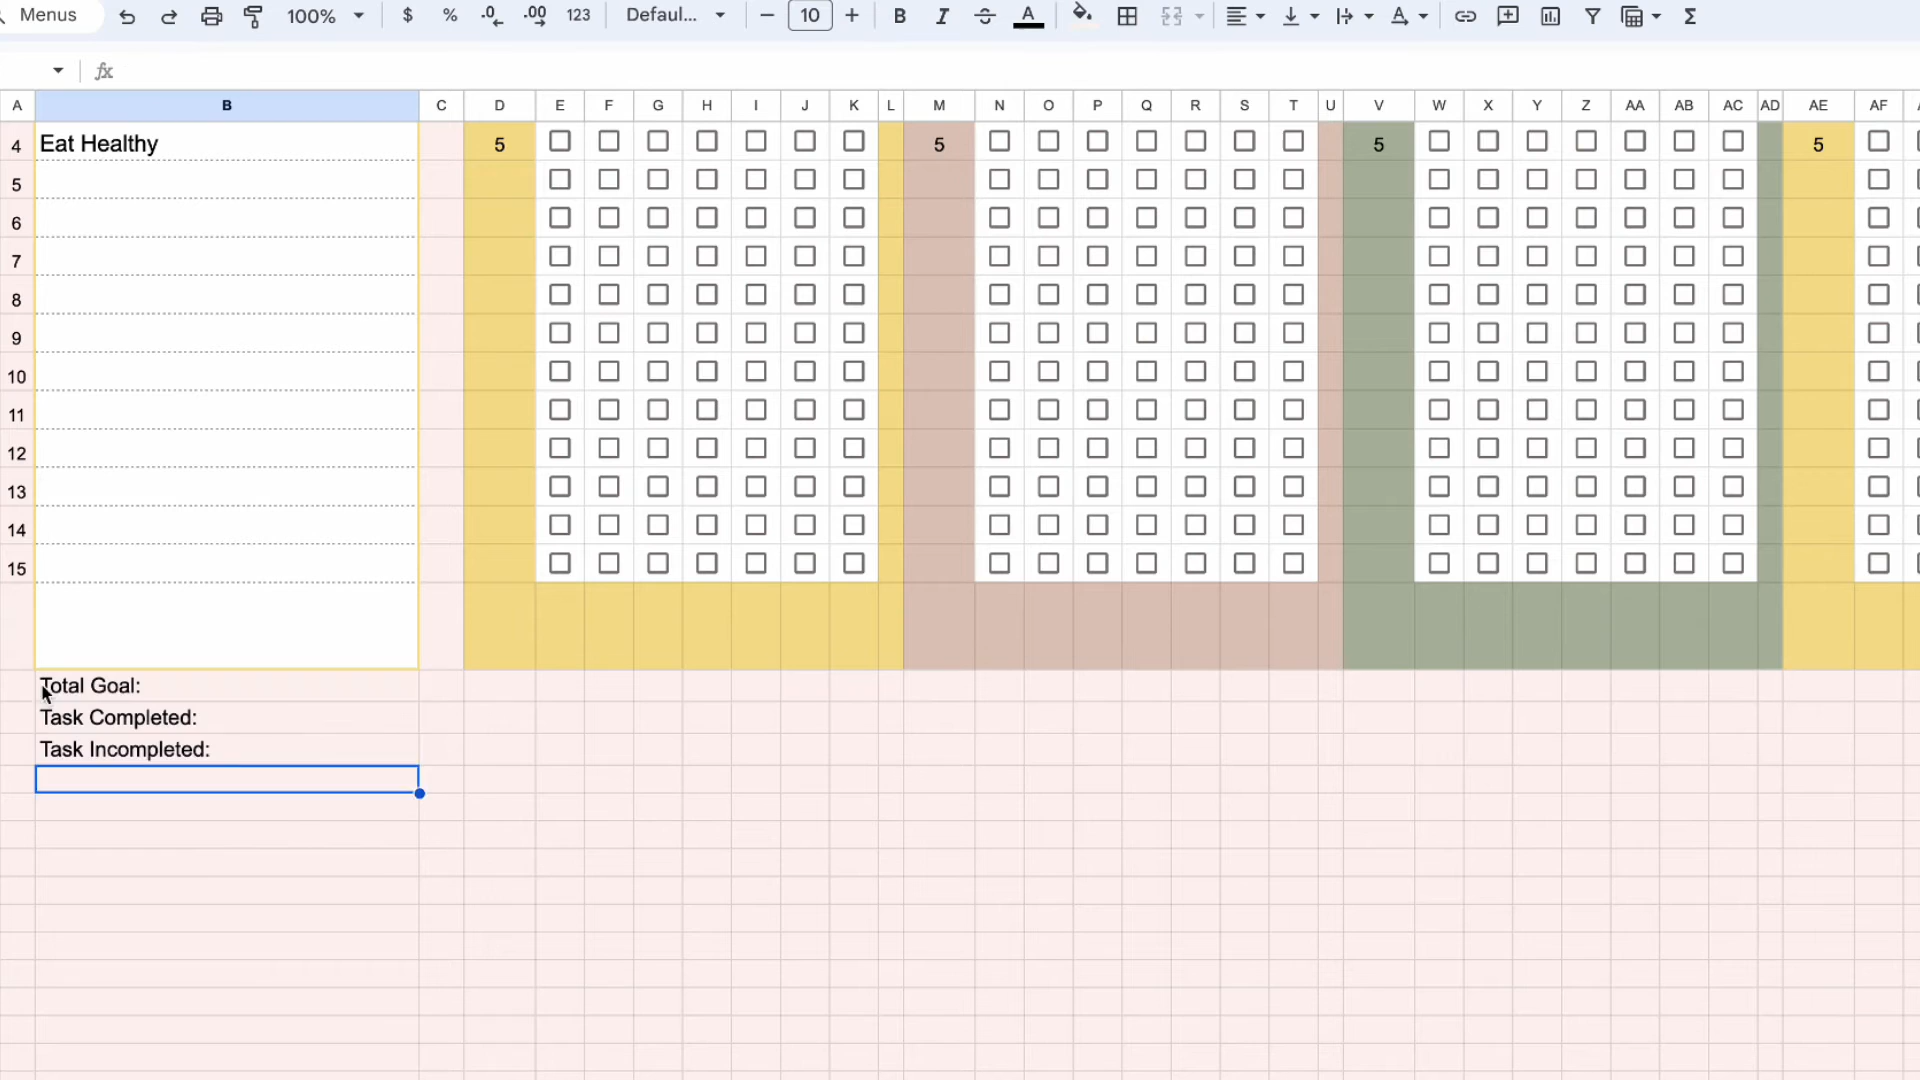 Menus 100% $ % .0 .00 123 Defaul... 10 B I S A Σ
fx
A B C D E F G H I J K L M N O P Q R S T U V W X Y Z AA AB AC AD AE AF
4 Eat Healthy 5 5 5 5
5
6
7
8
9
10
11
12
13
14
15
Total Goal:
Task Completed:
Task Incompleted: